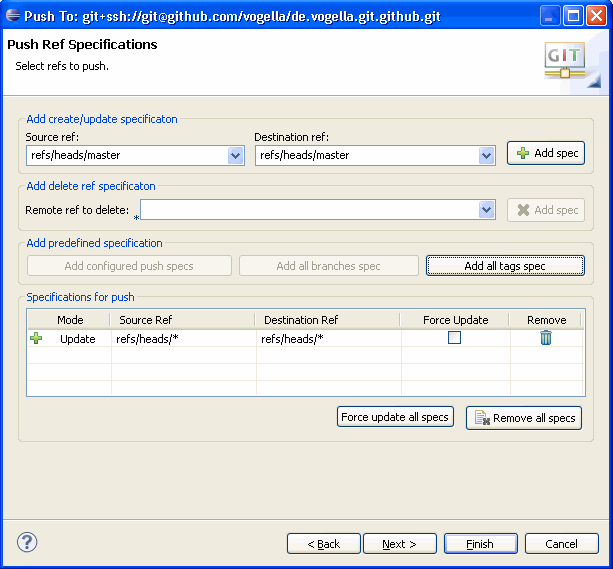 Push To: git+ssh://git@github.com/vogella/de.vogella.git.github.git
Push Ref Specifications
Select refs to push.
GIT
Add create/update specificaton
Source ref: Destination ref:
refs/heads/master refs/heads/master Add spec
Add delete ref specificaton
Remote ref to delete: * Add spec
Add predefined specification
Add configured push specs Add all branches spec Add all tags spec
Specifications for push
Mode Source Ref Destination Ref Force Update Remove
Update refs/heads/* refs/heads/*
Force update all specs Remove all specs
? < Back Next > Finish Cancel